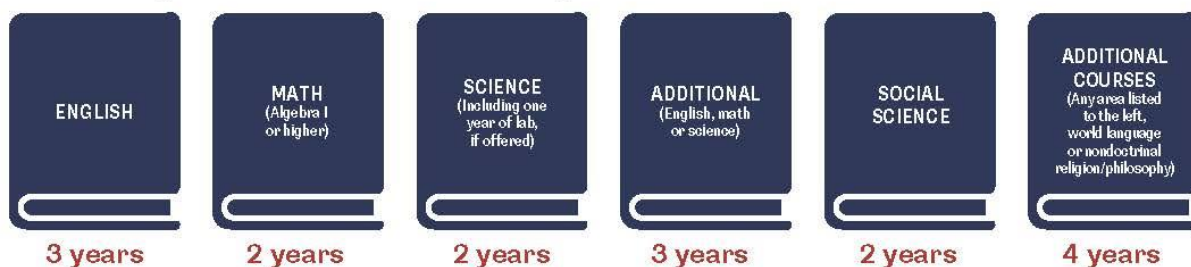 ENGLISH
3 years
MATH
(Algebra I
or higher)
2 years
SCIENCE
(Including one
year of lab,
if offered)
2 years
ADDITIONAL
(English, math
or science)
3 years
SOCIAL
SCIENCE
2 years
ADDITIONAL
COURSES
(Any area listed
to the left,
world language
or nondoctrinal
religion/philosophy)
4 years